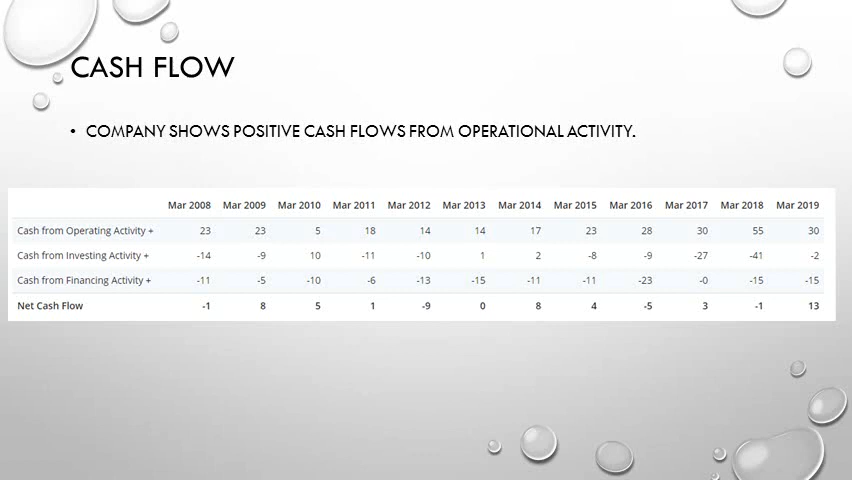 CASH FLOW
• COMPANY SHOWS POSITIVE CASH FLOWS FROM OPERATIONAL ACTIVITY.
Mar 2008 Mar 2009 Mar 2010 Mar 2011 Mar 2012 Mar 2013 Mar 2014 Mar 2015 Mar 2016 Mar 2017 Mar 2018 Mar 2019
Cash from Operating Activity + 23 23 5 18 14 14 17 23 28 30 55 30
Cash from Investing Activity + -14 -9 10 -11 -10 1 2 -8 -9 -27 -41 -2
Cash from Financing Activity + -11 -5 -10 -6 -13 -15 -11 -11 -23 -0 -15 -15
Net Cash Flow -1 8 5 1 -9 0 8 4 -5 3 -1 13